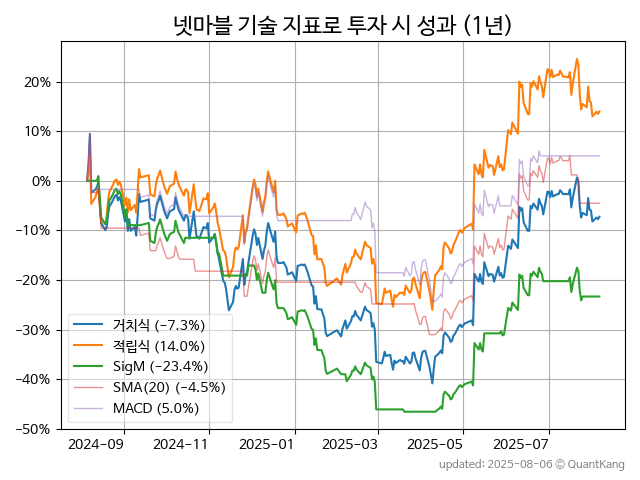 넷마블 기술 지표로 투자 시 성과 (1년)
20%
10%
0%
−10%
−20%
−30%
−40%
−50%
거치식 (−7.3%)
적립식 (14.0%)
SigM (−23.4%)
SMA(20) (−4.5%)
MACD (5.0%)
2024-09
2024-11
2025-01
2025-03
2025-05
2025-07
updated: 2025-08-06 © QuantKang